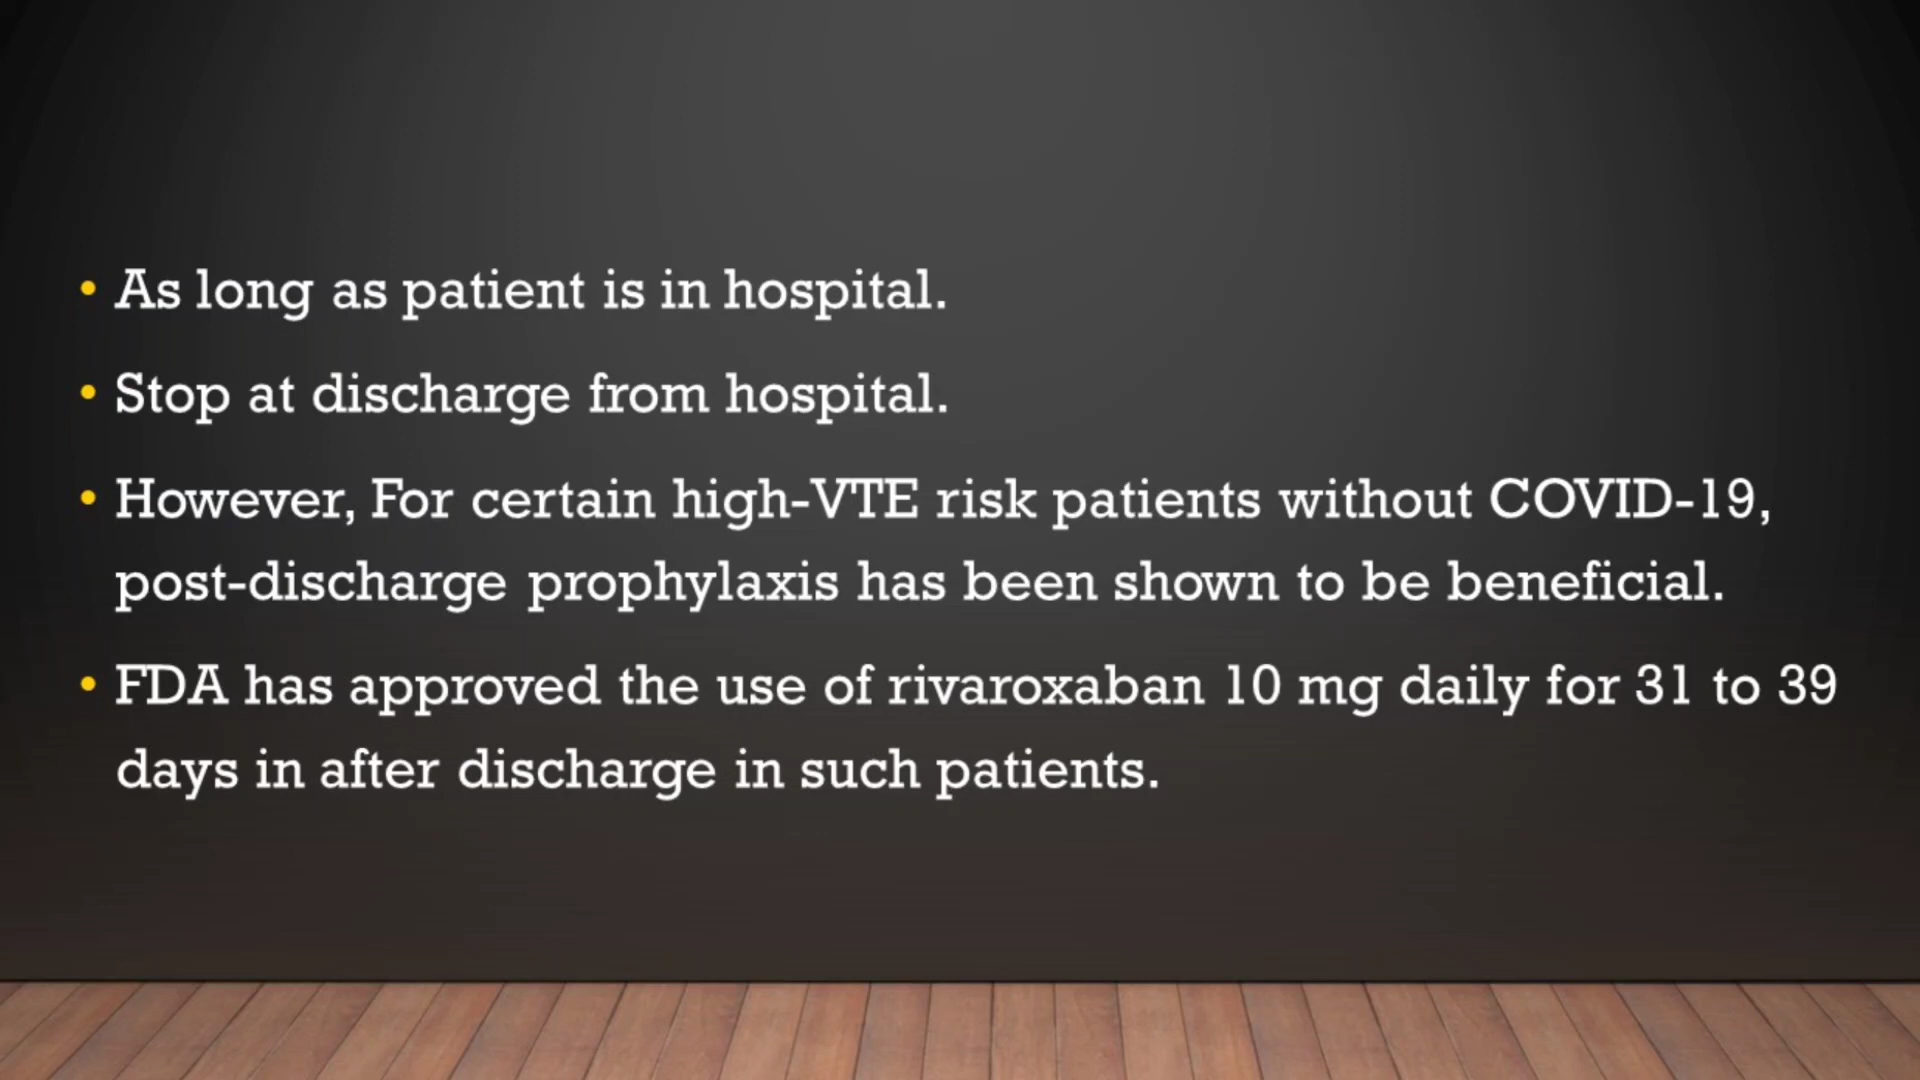 • As long as patient is in hospital.
• Stop at discharge from hospital.
• However, For certain high-VTE risk patients without COVID-19,
post-discharge prophylaxis has been shown to be beneficial.
• FDA has approved the use of rivaroxaban 10 mg daily for 31 to 39
days in after discharge in such patients.